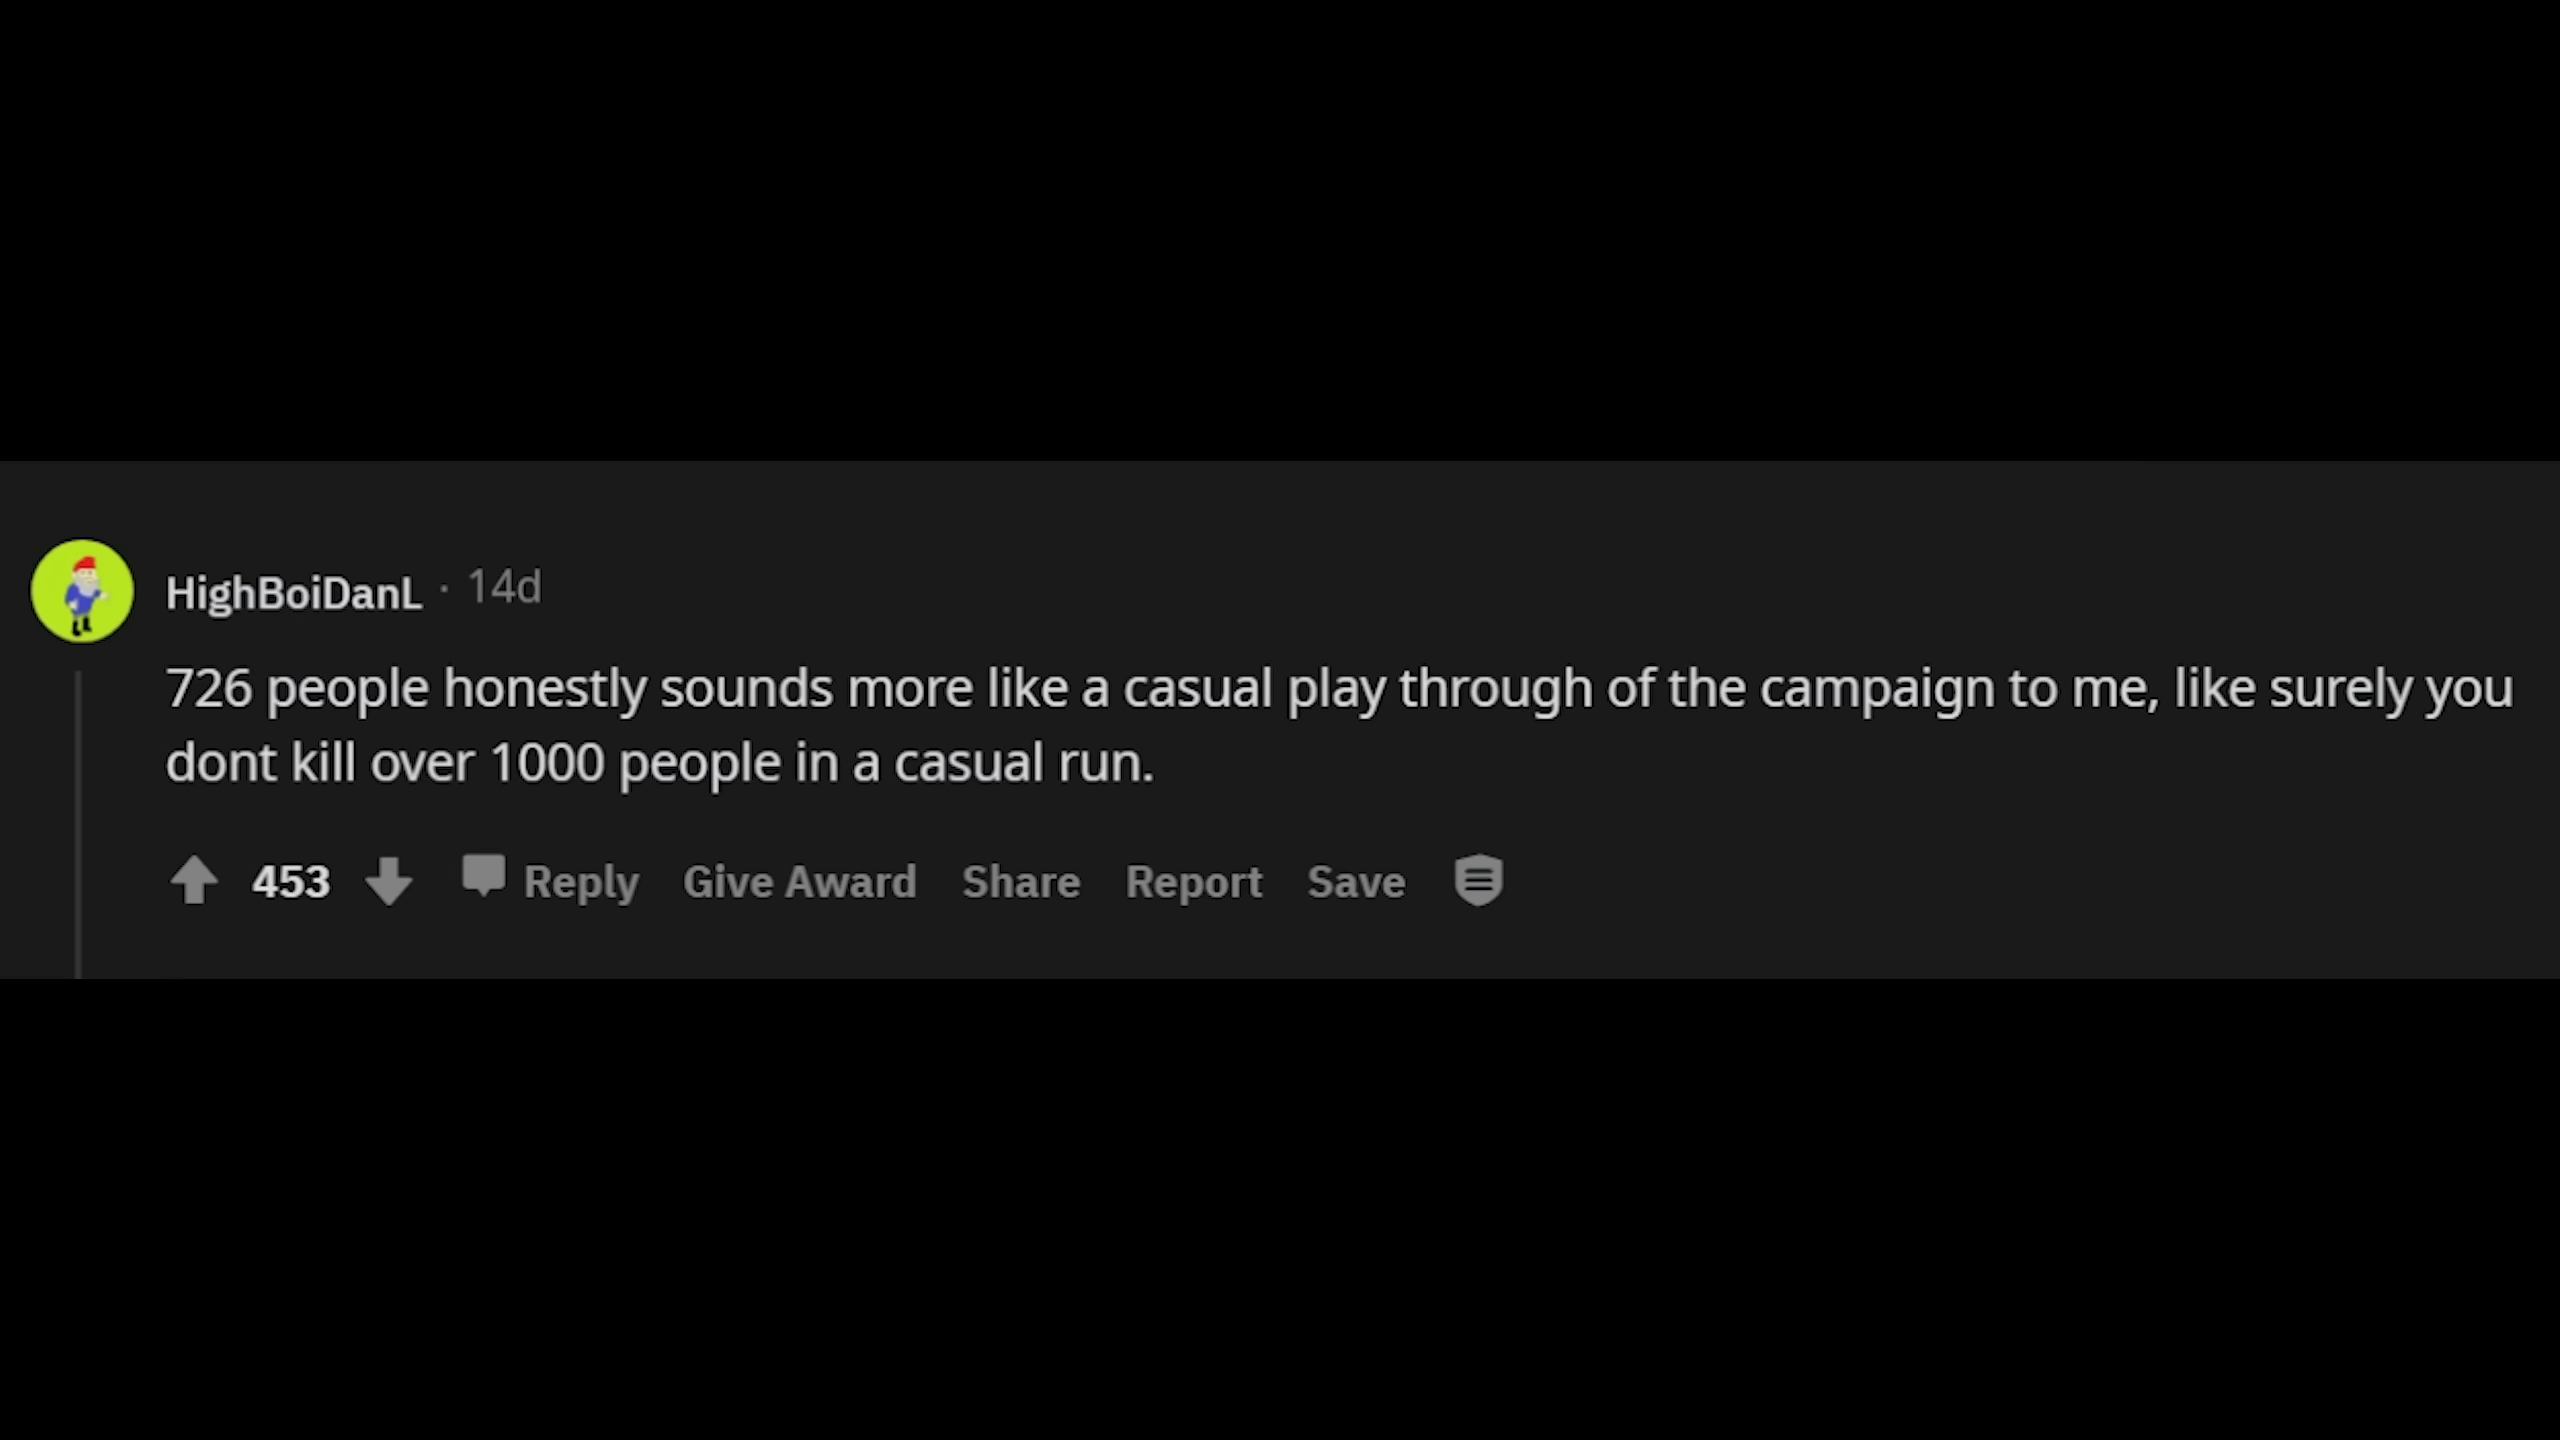 HighBoiDanL · 14d
726 people honestly sounds more like a casual play through of the campaign to me, like surely you
dont kill over 1000 people in a casual run.
453 Reply Give Award Share Report Save